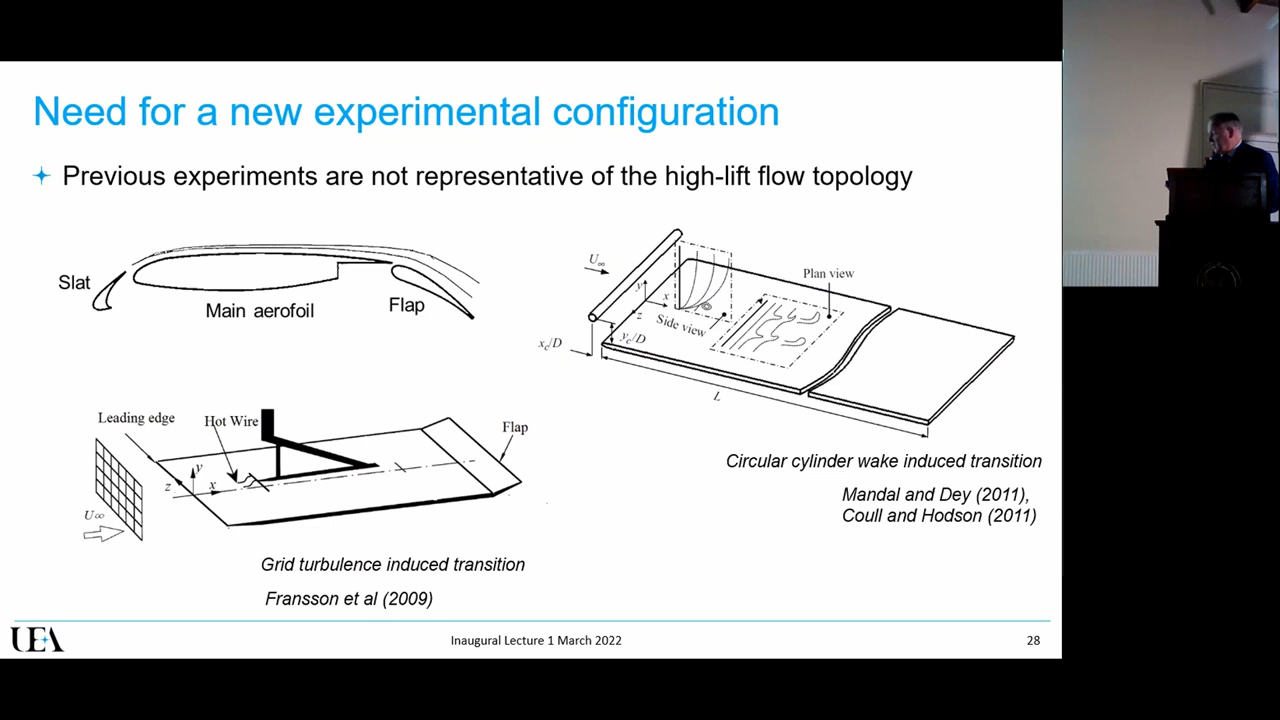 Need for a new experimental configuration
Previous experiments are not representative of the high-lift flow topology
Slat
Main aerofoil
Flap
U∞
y
x
z
Side view
Plan view
x_c/D
y_c/D
L
Leading edge
Hot Wire
Flap
y
z
x
U∞
Circular cylinder wake induced transition
Mandal and Dey (2011),
Coull and Hodson (2011)
Grid turbulence induced transition
Fransson et al (2009)
UEA
Inaugural Lecture 1 March 2022
28